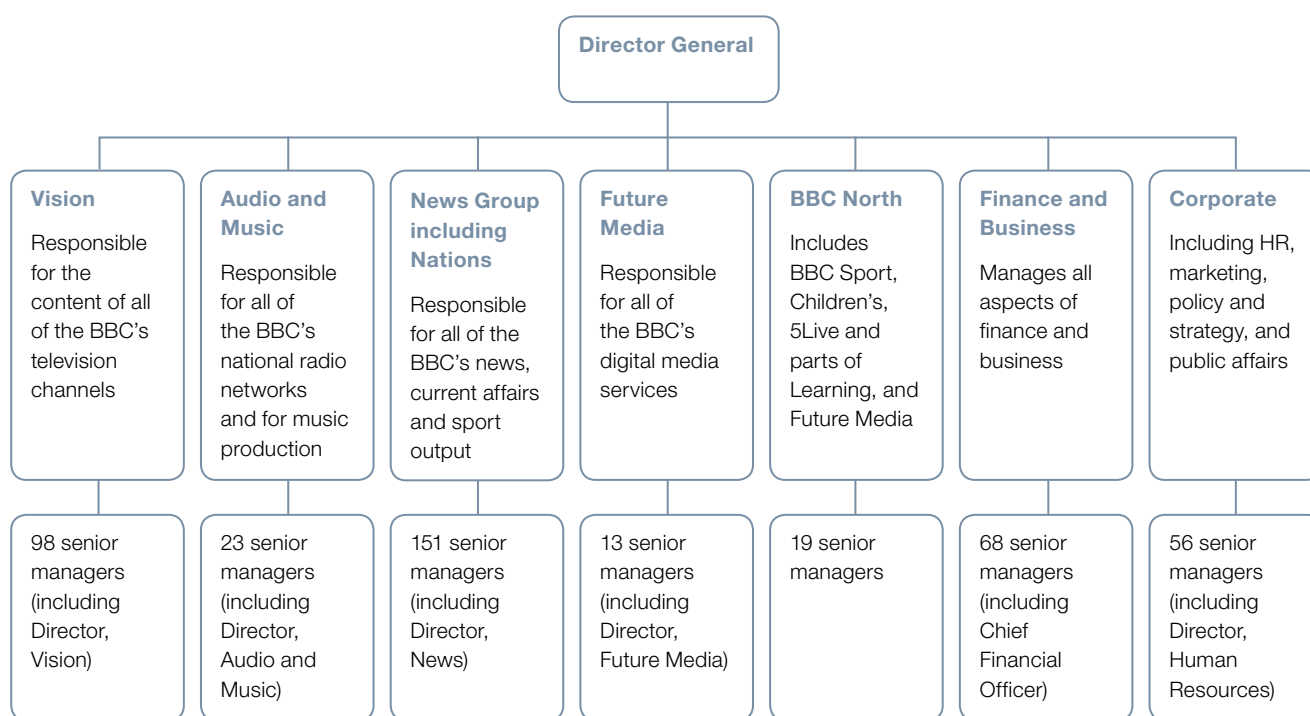 Director General
Vision
Responsible
for the
content of all
of the BBC’s
television
channels
Audio and
Music
Responsible
for all of
the BBC’s
national radio
networks
and for music
production
News Group
including
Nations
Responsible
for all of the
BBC’s news,
current affairs
and sport
output
Future
Media
Responsible
for all of
the BBC’s
digital media
services
BBC North
Includes
BBC Sport,
Children’s,
5Live and
parts of
Learning, and
Future Media
Finance and
Business
Manages all
aspects of
finance and
business
Corporate
Including HR,
marketing,
policy and
strategy, and
public affairs
98 senior
managers
(including
Director,
Vision)
23 senior
managers
(including
Director,
Audio and
Music)
151 senior
managers
(including
Director,
News)
13 senior
managers
(including
Director,
Future Media)
19 senior
managers
68 senior
managers
(including
Chief
Financial
Officer)
56 senior
managers
(including
Director,
Human
Resources)